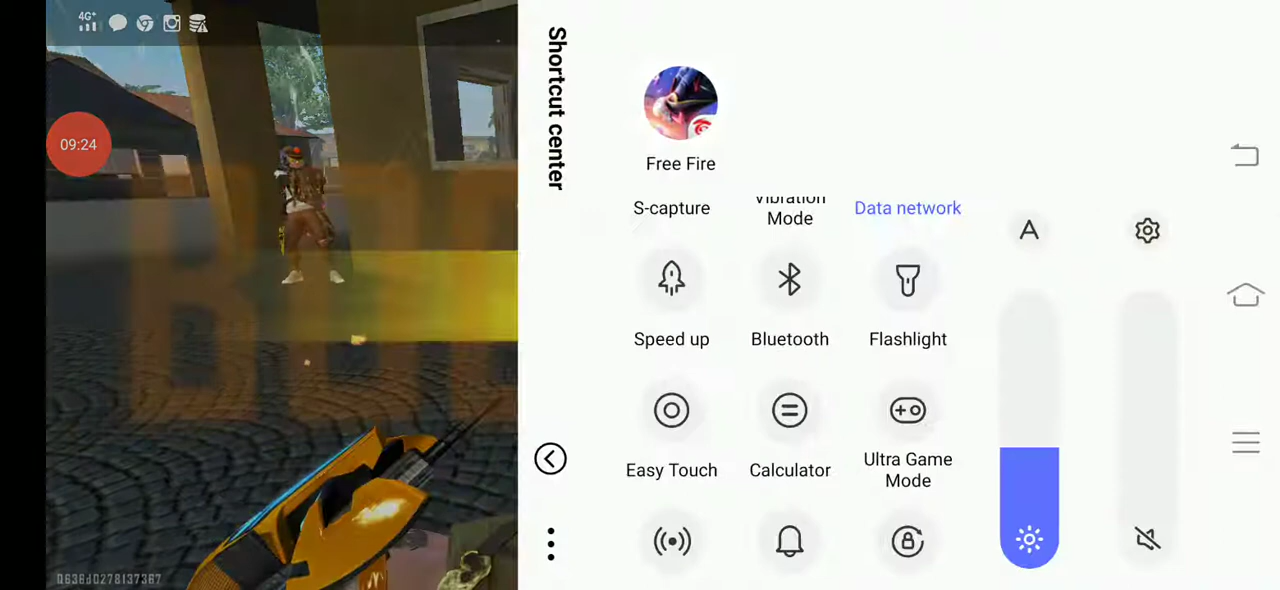 4G+
09:24
Shortcut center
Free Fire
S-capture
Vibration
Mode
Data network
A
Speed up
Bluetooth
Flashlight
Easy Touch
Calculator
Ultra Game
Mode